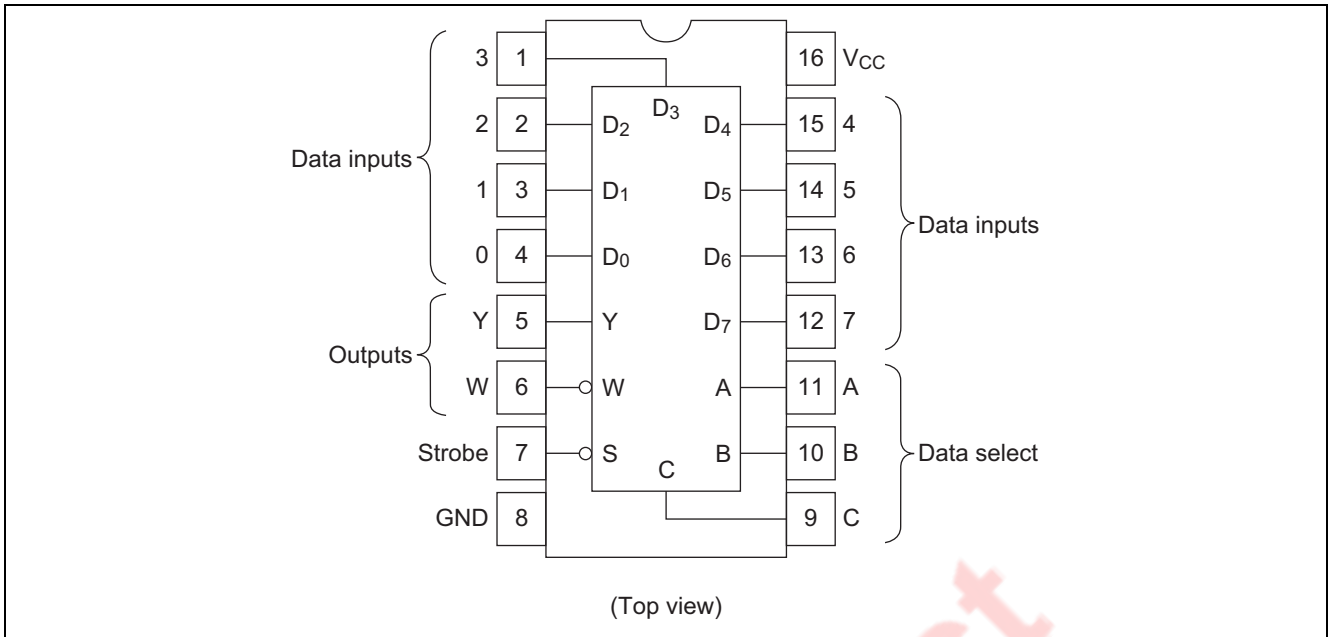 3 1 16 VCC
D3
2 2 D2 D4 15 4
Data inputs
1 3 D1 D5 14 5
Data inputs
0 4 D0 D6 13 6
Y 5 Y D7 12 7
Outputs
W 6 W A 11 A
Strobe 7 S B 10 B
Data select
C
GND 8 9 C
(Top view)